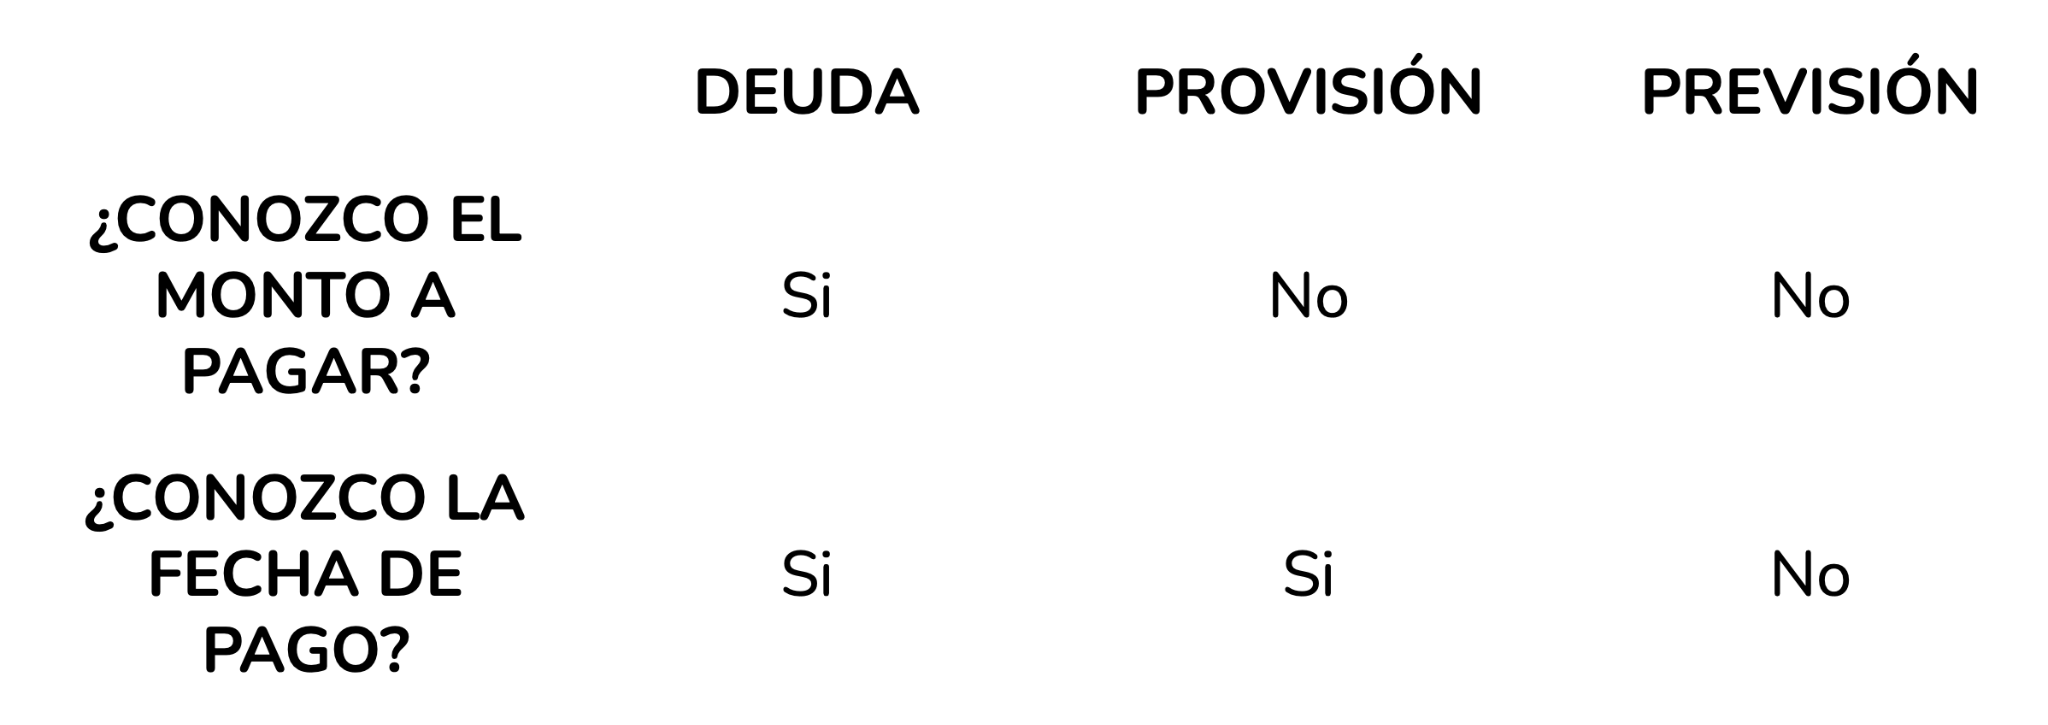 DEUDA PROVISIÓN PREVISIÓN
¿CONOZCO EL
MONTO A
PAGAR?
Si No No
¿CONOZCO LA
FECHA DE
PAGO?
Si Si No